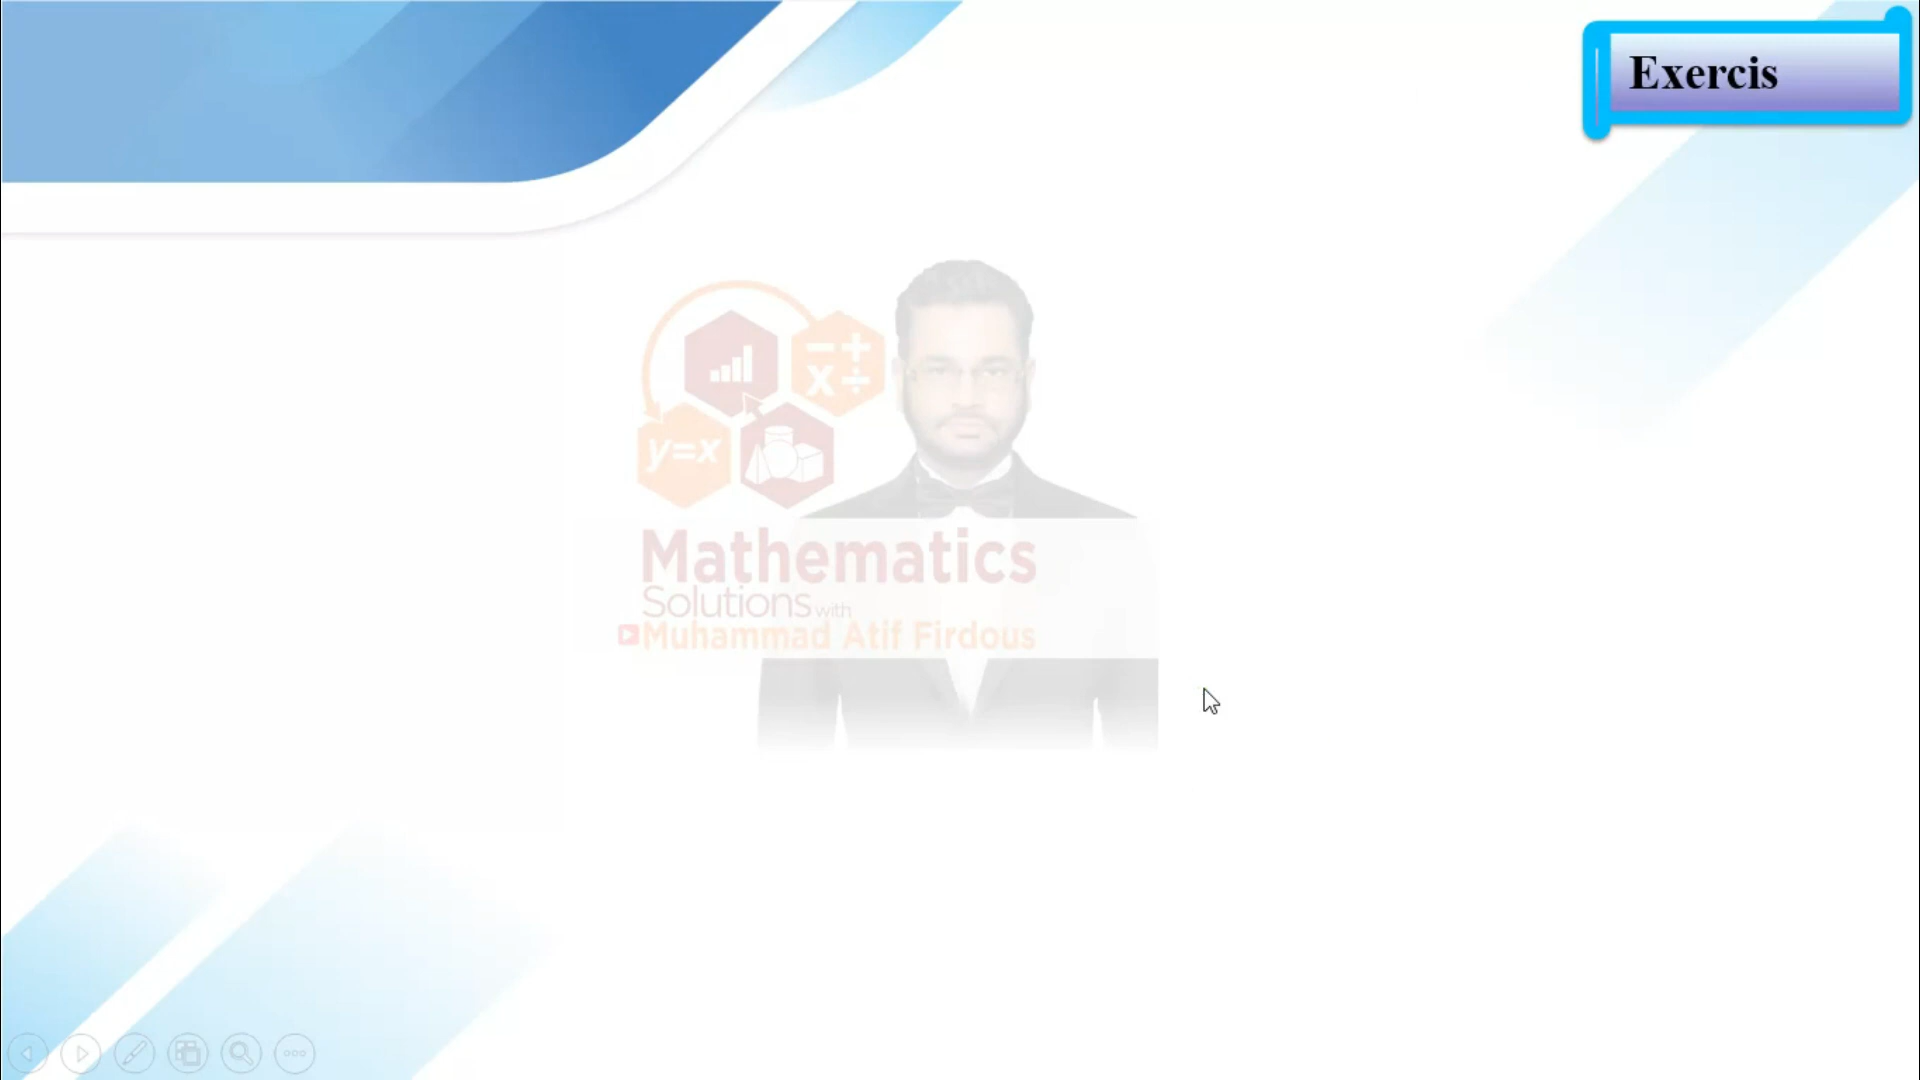 Exercis
y=x
Mathematics
Solutions with
Muhammad Atif Firdous